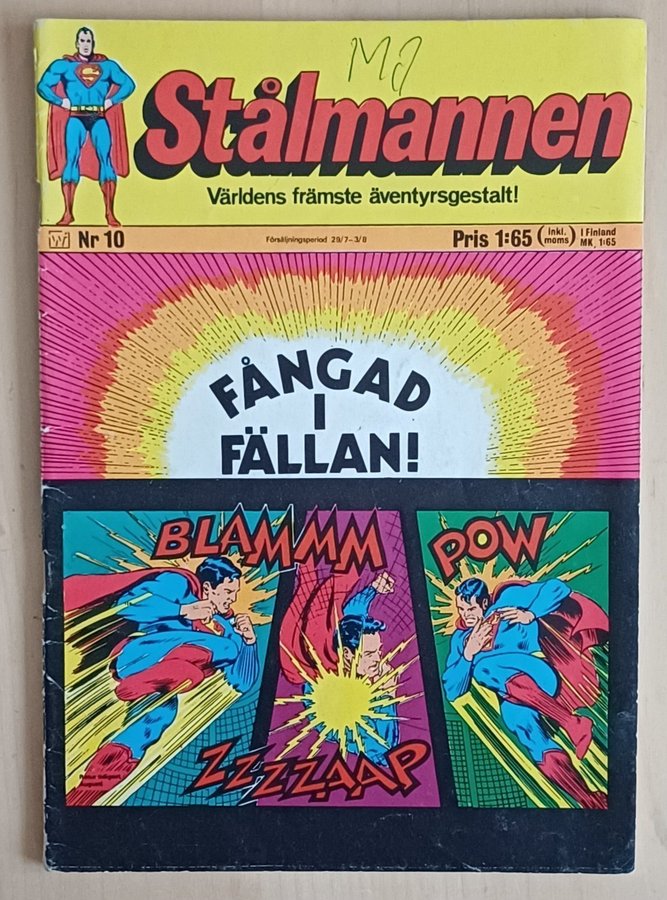 MJ
S
Stålmannen
Världens främste äventyrsgestalt!
Wi Nr 10 Försäljningsperiod 29/7–3/8 Pris 1:65 (inkl. moms) I Finland MK. 1:65
FÅNGAD
I
FÄLLAN!
BLAMMM
POW
ZZZZAAP